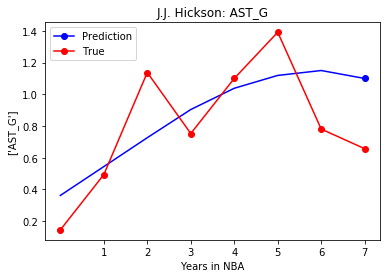 J.J. Hickson: AST_G
Prediction
True
1.4
1.2
1.0
0.8
0.6
0.4
0.2
['AST_G']
1 2 3 4 5 6 7
Years in NBA